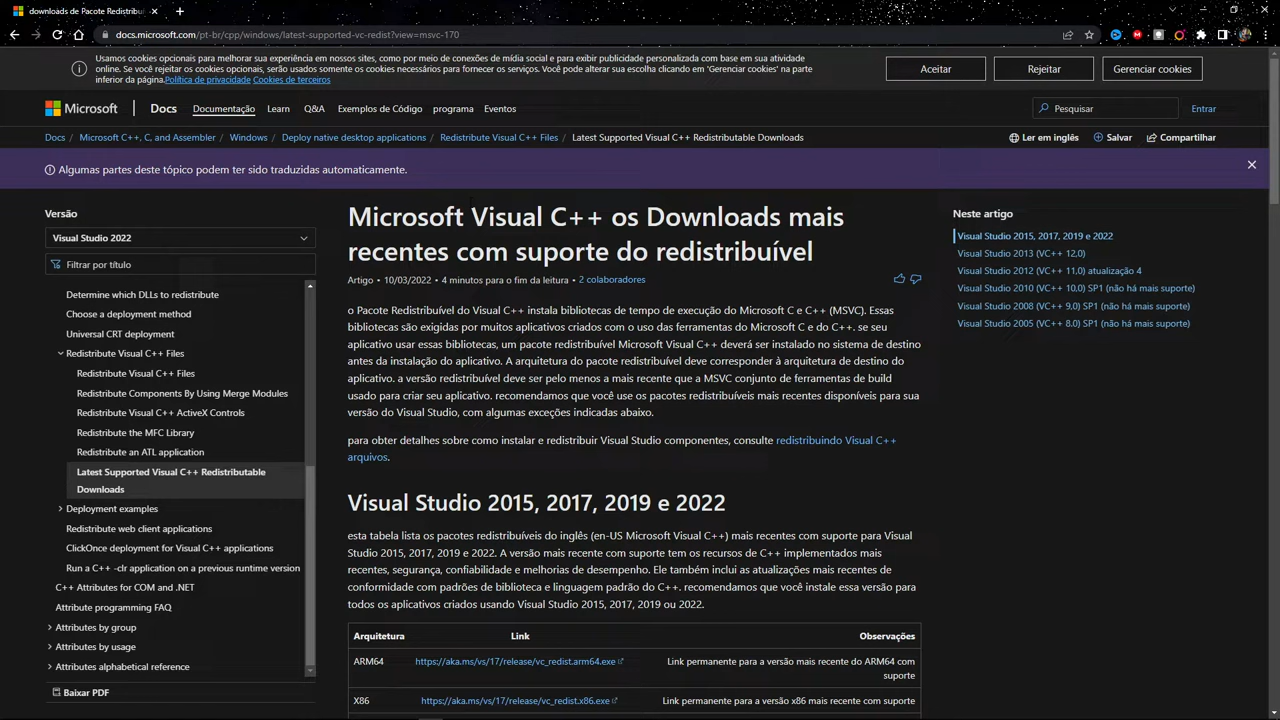 downloads de Pacote Redistribu
docs.microsoft.com/pt-br/cpp/windows/latest-supported-vc-redist?view=msvc-170
Usamos cookies opcionais para melhorar sua experiência em nossos sites, como por meio de conexões de mídia social e para exibir publicidade personalizada com base em sua atividade
online. Se você rejeitar os cookies opcionais, serão usados somente os cookies necessários para fornecer os serviços. Você pode alterar sua escolha clicando em 'Gerenciar cookies' na parte
inferior da página.Política de privacidade Cookies de terceiros
Aceitar
Rejeitar
Gerenciar cookies
Microsoft
Docs
Documentação
Learn
Q&A
Exemplos de Código
programa
Eventos
Pesquisar
Entrar
Docs / Microsoft C++, C, and Assembler / Windows / Deploy native desktop applications / Redistribute Visual C++ Files / Latest Supported Visual C++ Redistributable Downloads
Ler em inglês
Salvar
Compartilhar
Algumas partes deste tópico podem ter sido traduzidas automaticamente.
Versão
Visual Studio 2022
Filtrar por título
Determine which DLLs to redistribute
Choose a deployment method
Universal CRT deployment
Redistribute Visual C++ Files
Redistribute Visual C++ Files
Redistribute Components By Using Merge Modules
Redistribute Visual C++ ActiveX Controls
Redistribute the MFC Library
Redistribute an ATL application
Latest Supported Visual C++ Redistributable
Downloads
Deployment examples
Redistribute web client applications
ClickOnce deployment for Visual C++ applications
Run a C++ -clr application on a previous runtime version
C++ Attributes for COM and .NET
Attribute programming FAQ
Attributes by group
Attributes by usage
Attributes alphabetical reference
Baixar PDF
Microsoft Visual C++ os Downloads mais
recentes com suporte do redistribuível
Artigo • 10/03/2022 • 4 minutos para o fim da leitura • 2 colaboradores
o Pacote Redistribuível do Visual C++ instala bibliotecas de tempo de execução do Microsoft C e C++ (MSVC). Essas
bibliotecas são exigidas por muitos aplicativos criados com o uso das ferramentas do Microsoft C e do C++. se seu
aplicativo usar essas bibliotecas, um pacote redistribuível Microsoft Visual C++ deverá ser instalado no sistema de destino
antes da instalação do aplicativo. A arquitetura do pacote redistribuível deve corresponder à arquitetura de destino do
aplicativo. a versão redistribuível deve ser pelo menos a mais recente que a MSVC conjunto de ferramentas de build
usado para criar seu aplicativo. recomendamos que você use os pacotes redistribuíveis mais recentes disponíveis para sua
versão do Visual Studio, com algumas exceções indicadas abaixo.
para obter detalhes sobre como instalar e redistribuir Visual Studio componentes, consulte redistribuindo Visual C++
arquivos.
Visual Studio 2015, 2017, 2019 e 2022
esta tabela lista os pacotes redistribuíveis do inglês (en-US Microsoft Visual C++) mais recentes com suporte para Visual
Studio 2015, 2017, 2019 e 2022. A versão mais recente com suporte tem os recursos de C++ implementados mais
recentes, segurança, confiabilidade e melhorias de desempenho. Ele também inclui as atualizações mais recentes de
conformidade com padrões de biblioteca e linguagem padrão do C++. recomendamos que você instale essa versão para
todos os aplicativos criados usando Visual Studio 2015, 2017, 2019 ou 2022.
Arquitetura Link Observações
ARM64 https://aka.ms/vs/17/release/vc_redist.arm64.exe Link permanente para a versão mais recente do ARM64 com
suporte
X86 https://aka.ms/vs/17/release/vc_redist.x86.exe Link permanente para a versão x86 mais recente com suporte
Neste artigo
Visual Studio 2015, 2017, 2019 e 2022
Visual Studio 2013 (VC++ 12,0)
Visual Studio 2012 (VC++ 11,0) atualização 4
Visual Studio 2010 (VC++ 10,0) SP1 (não há mais suporte)
Visual Studio 2008 (VC++ 9,0) SP1 (não há mais suporte)
Visual Studio 2005 (VC++ 8.0) SP1 (não há mais suporte)